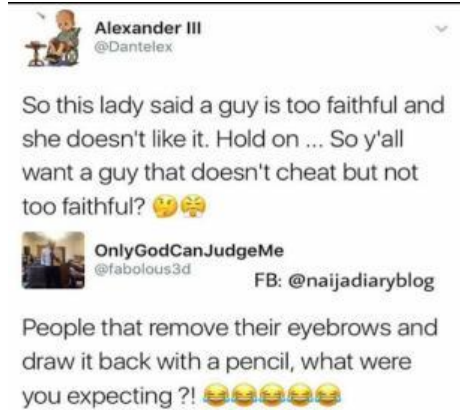 Alexander III
@Dantelex
So this lady said a guy is too faithful and
she doesn't like it. Hold on ... So y'all
want a guy that doesn't cheat but not
too faithful? 🤔😤
OnlyGodCanJudgeMe
@fabolous3d
FB: @naijadiaryblog
People that remove their eyebrows and
draw it back with a pencil, what were
you expecting ?! 😂😂😂😂😂